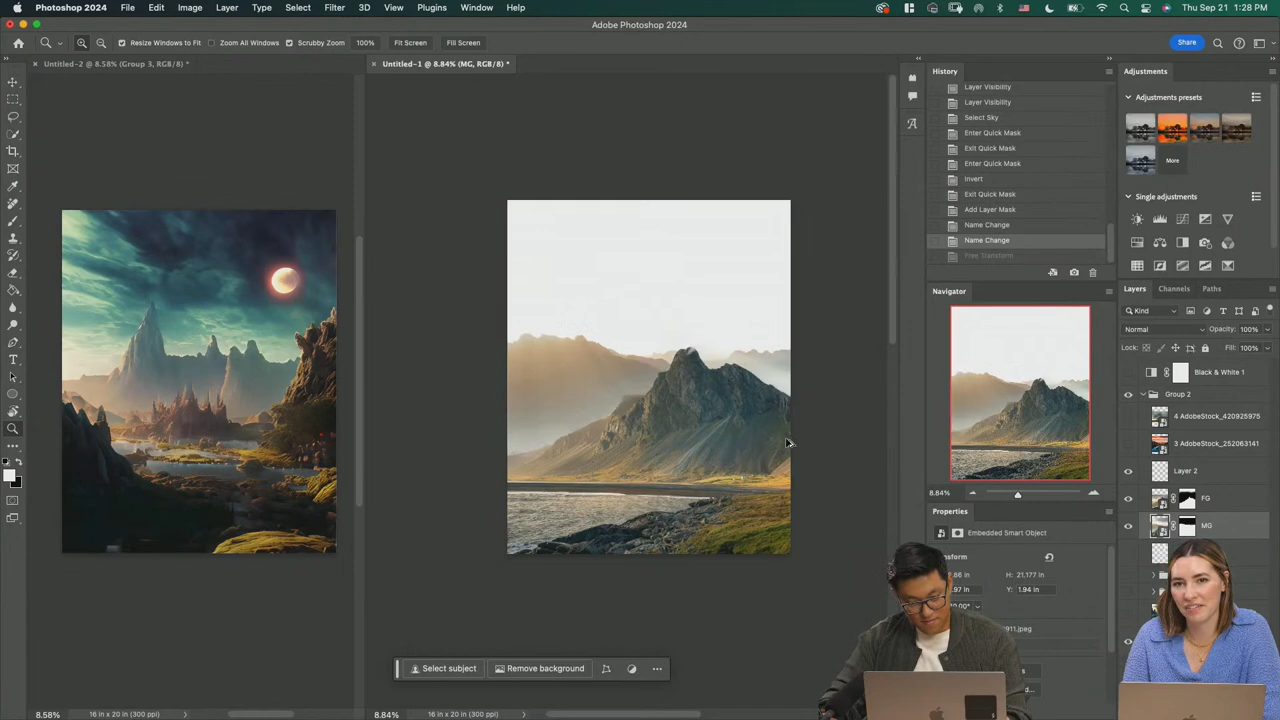 Photoshop 2024 File Edit Image Layer Type Select Filter 3D View Plugins Window Help
Thu Sep 21 1:28 PM
Adobe Photoshop 2024
Resize Windows to Fit Zoom All Windows Scrubby Zoom 100% Fit Screen Fill Screen
Share
Untitled-2 @ 8.58% (Group 3, RGB/8) *
Untitled-1 @ 8.84% (MG, RGB/8) *
History
Layer Visibility
Layer Visibility
Select Sky
Enter Quick Mask
Exit Quick Mask
Enter Quick Mask
Invert
Exit Quick Mask
Add Layer Mask
Name Change
Name Change
Free Transform
Navigator
8.84%
Properties
Embedded Smart Object
Transform
H: 21.177 in
Y: 1.94 in
Adjustments
Adjustments presets
More
Single adjustments
Layers Channels Paths
Kind
Normal Opacity: 100%
Lock: Fill: 100%
Black & White 1
Group 2
4 AdobeStock_420925975
3 AdobeStock_252063141
Layer 2
FG
MG
Select subject Remove background
8.58% 16 in x 20 in (300 ppi)
8.84% 16 in x 20 in (300 ppi)